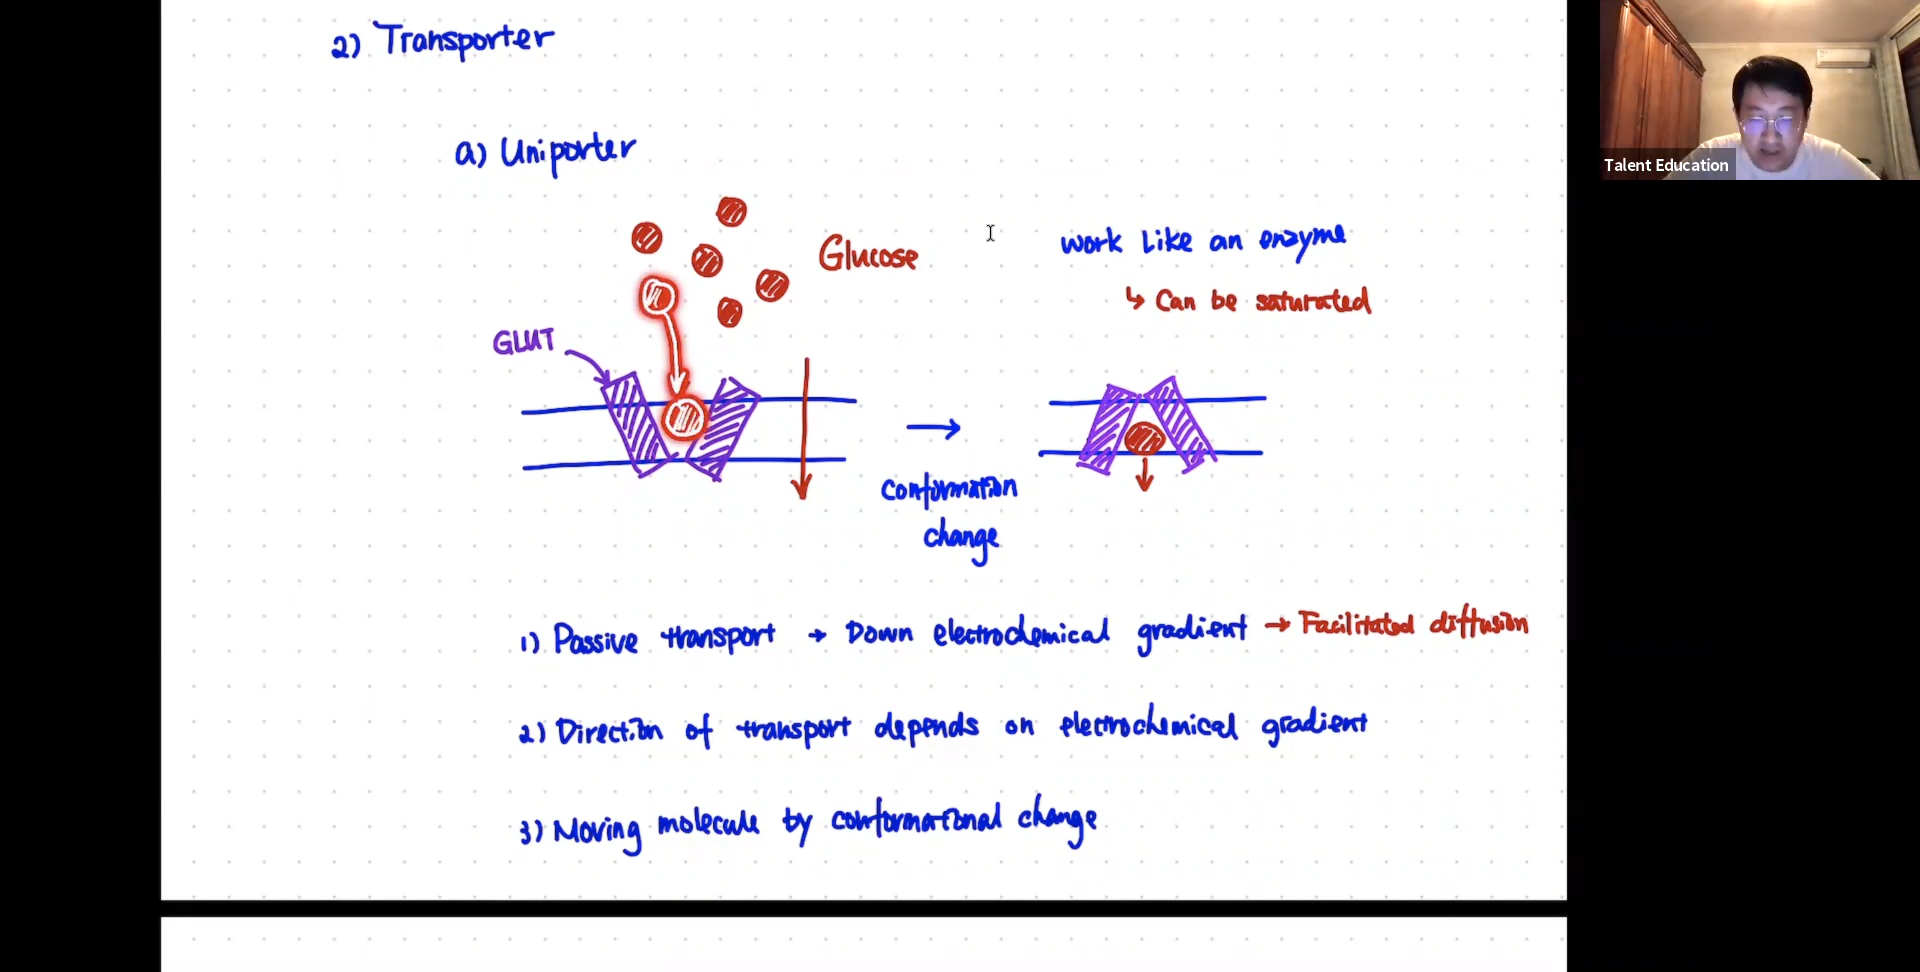 2) Transporter
a) Uniporter
Glucose
work like an enzyme
↳ Can be saturated
GLUT
conformation
change
1) Passive transport → Down electrochemical gradient → Facilitated diffusion
2) Direction of transport depends on electrochemical gradient
3) Moving molecule by conformational change
Talent Education